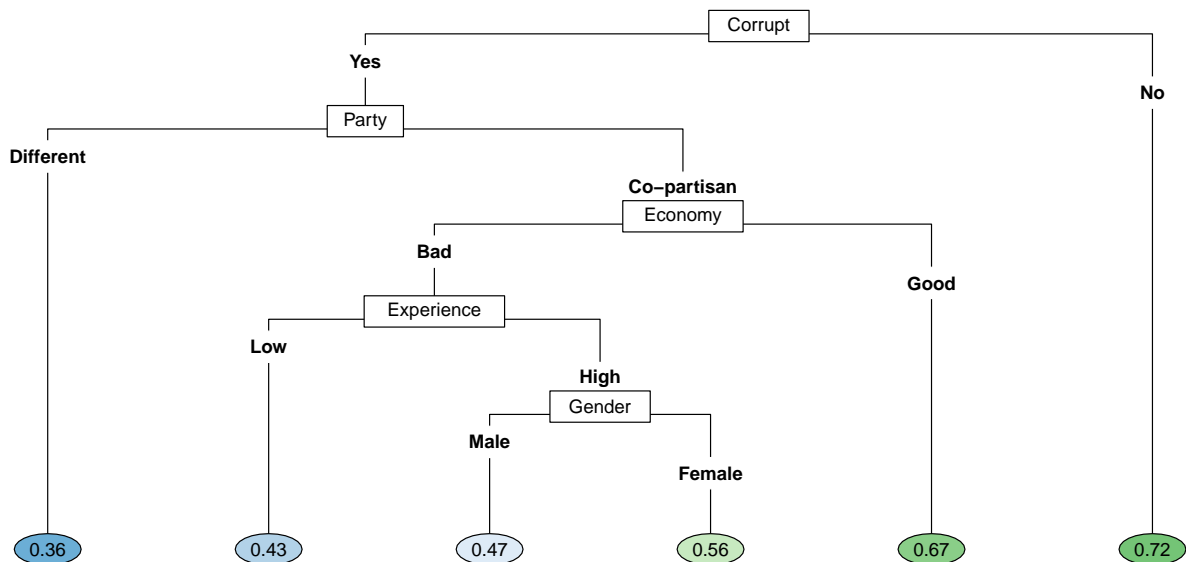 Corrupt
Yes
No
Party
Different
Co−partisan
Economy
Bad
Good
Experience
Low
High
Gender
Male
Female
0.36
0.43
0.47
0.56
0.67
0.72